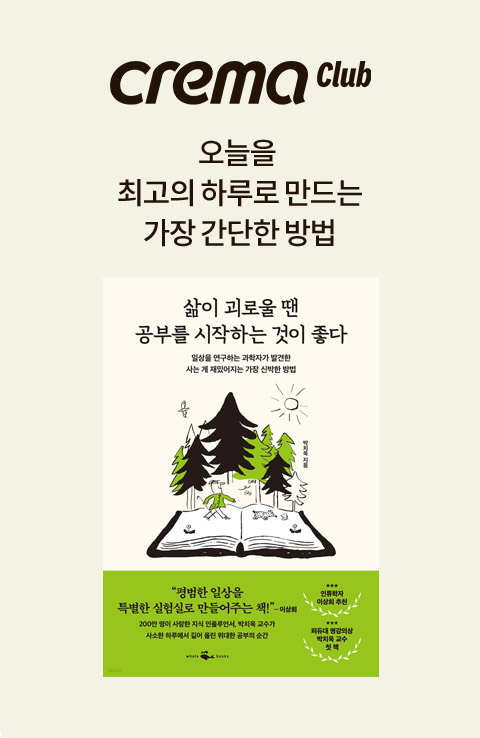 crema Club
오늘을
최고의 하루로 만드는
가장 간단한 방법
삶이 괴로울 땐
공부를 시작하는 것이 좋다
일상을 연구하는 과학자가 발견한
사는 게 재밌어지는 가장 신박한 방법
박치욱 지음
“평범한 일상을
특별한 실험실로 만들어주는 책!”– 이상희
200만 명이 사랑한 지식 인플루언서, 박치욱 교수가
사소한 하루에서 길어 올린 위대한 공부의 순간
★★★
인류학자
이상희 추천
★★★
퍼듀대 명강의상
박치욱 교수
첫 책
whale books